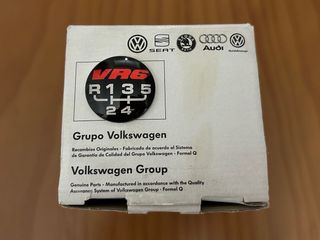 SEAT
Audi
VR6
R 1 3 5
2 4
Grupo Volkswagen
Recambios Originales - Fabricado de acuerdo al Sistema
de Garantía de Calidad del Grupo Volkswagen - Formel Q
Volkswagen Group
Genuine Parts - Manufactured in accordance with the Quality
Assurance System of Volkswagen Group - Formel Q